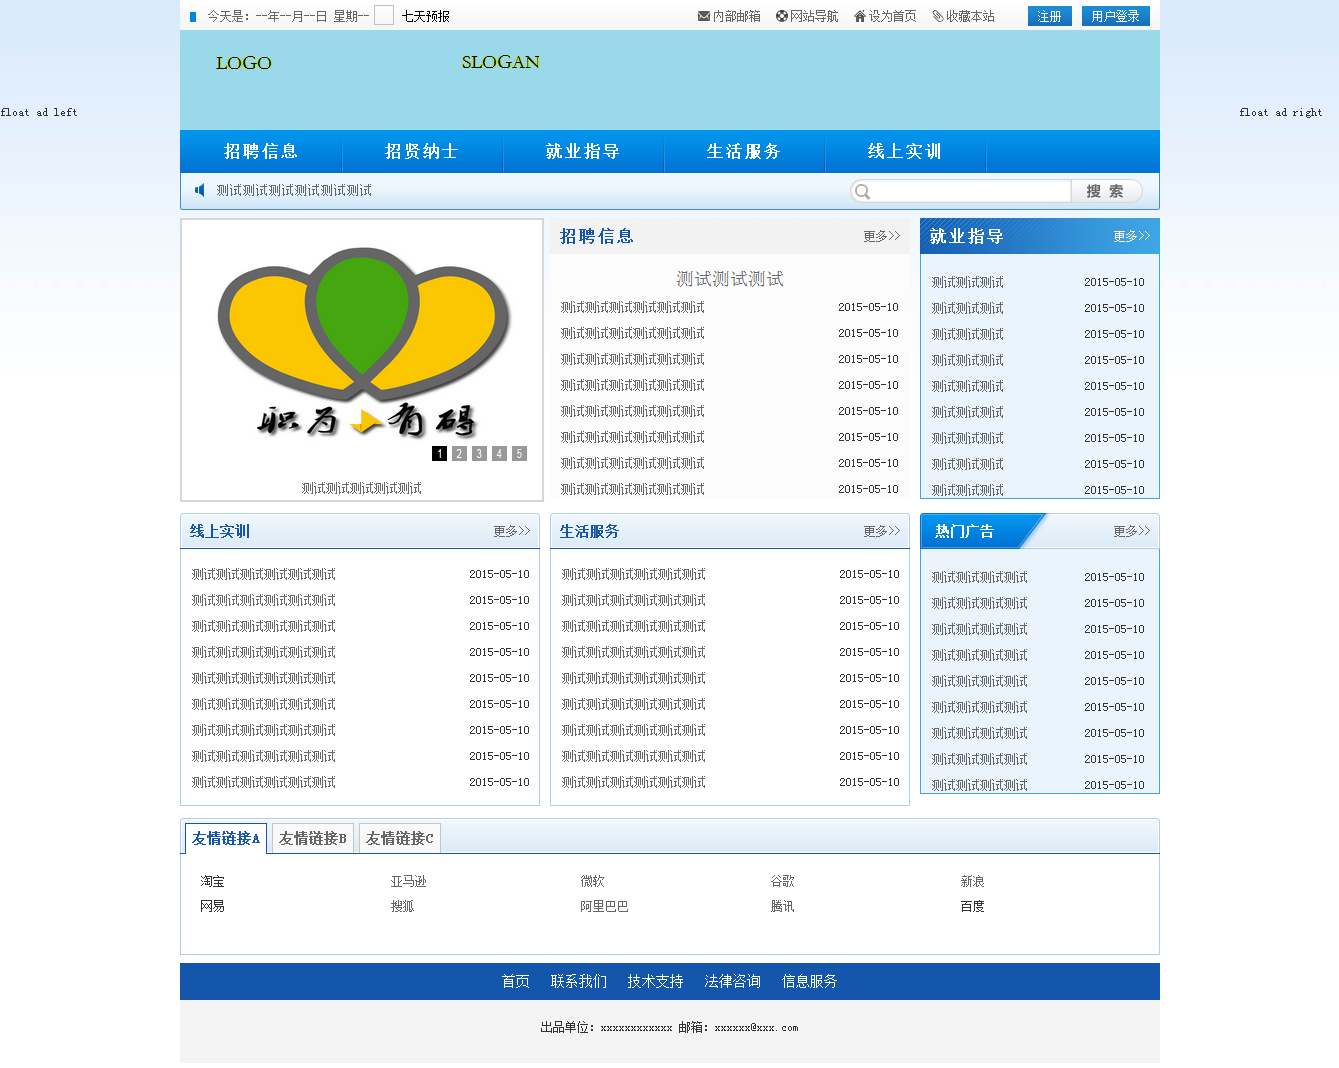 今天是：--年--月--日 星期-- 七天预报 内部邮箱 网站导航 设为首页 收藏本站 注册 用户登录
LOGO SLOGAN
float ad left
float ad right
招聘信息 招贤纳士 就业指导 生活服务 线上实训
测试测试测试测试测试测试
搜 索
职为 有碍
1 2 3 4 5
测试测试测试测试测试
招聘信息 更多>>
测试测试测试
测试测试测试测试测试测试 2015-05-10
测试测试测试测试测试测试 2015-05-10
测试测试测试测试测试测试 2015-05-10
测试测试测试测试测试测试 2015-05-10
测试测试测试测试测试测试 2015-05-10
测试测试测试测试测试测试 2015-05-10
测试测试测试测试测试测试 2015-05-10
测试测试测试测试测试测试 2015-05-10
就业指导 更多>>
测试测试测试 2015-05-10
测试测试测试 2015-05-10
测试测试测试 2015-05-10
测试测试测试 2015-05-10
测试测试测试 2015-05-10
测试测试测试 2015-05-10
测试测试测试 2015-05-10
测试测试测试 2015-05-10
测试测试测试 2015-05-10
线上实训 更多>>
测试测试测试测试测试测试 2015-05-10
测试测试测试测试测试测试 2015-05-10
测试测试测试测试测试测试 2015-05-10
测试测试测试测试测试测试 2015-05-10
测试测试测试测试测试测试 2015-05-10
测试测试测试测试测试测试 2015-05-10
测试测试测试测试测试测试 2015-05-10
测试测试测试测试测试测试 2015-05-10
测试测试测试测试测试测试 2015-05-10
生活服务 更多>>
测试测试测试测试测试测试 2015-05-10
测试测试测试测试测试测试 2015-05-10
测试测试测试测试测试测试 2015-05-10
测试测试测试测试测试测试 2015-05-10
测试测试测试测试测试测试 2015-05-10
测试测试测试测试测试测试 2015-05-10
测试测试测试测试测试测试 2015-05-10
测试测试测试测试测试测试 2015-05-10
测试测试测试测试测试测试 2015-05-10
热门广告 更多>>
测试测试测试测试 2015-05-10
测试测试测试测试 2015-05-10
测试测试测试测试 2015-05-10
测试测试测试测试 2015-05-10
测试测试测试测试 2015-05-10
测试测试测试测试 2015-05-10
测试测试测试测试 2015-05-10
测试测试测试测试 2015-05-10
测试测试测试测试 2015-05-10
友情链接A 友情链接B 友情链接C
淘宝 亚马逊 微软 谷歌 新浪
网易 搜狐 阿里巴巴 腾讯 百度
首页 联系我们 技术支持 法律咨询 信息服务
出品单位：xxxxxxxxxxxx 邮箱：xxxxxx@xxx.com